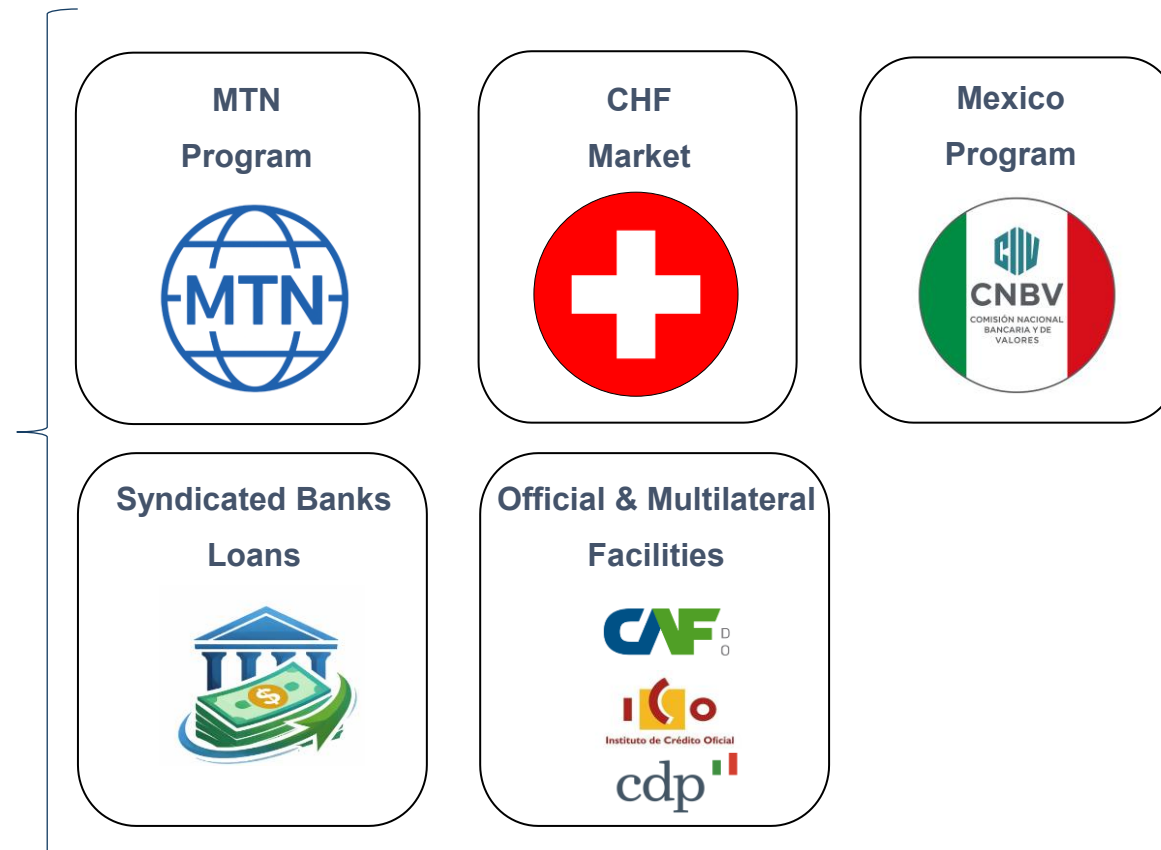 MTN
Program
MTN
CHF
Market
Mexico
Program
CNBV
COMISIÓN NACIONAL
BANCARIA Y DE
VALORES
Syndicated Banks
Loans
$
Official & Multilateral
Facilities
CAF
D
O
ICO
Instituto de Crédito Oficial
cdp